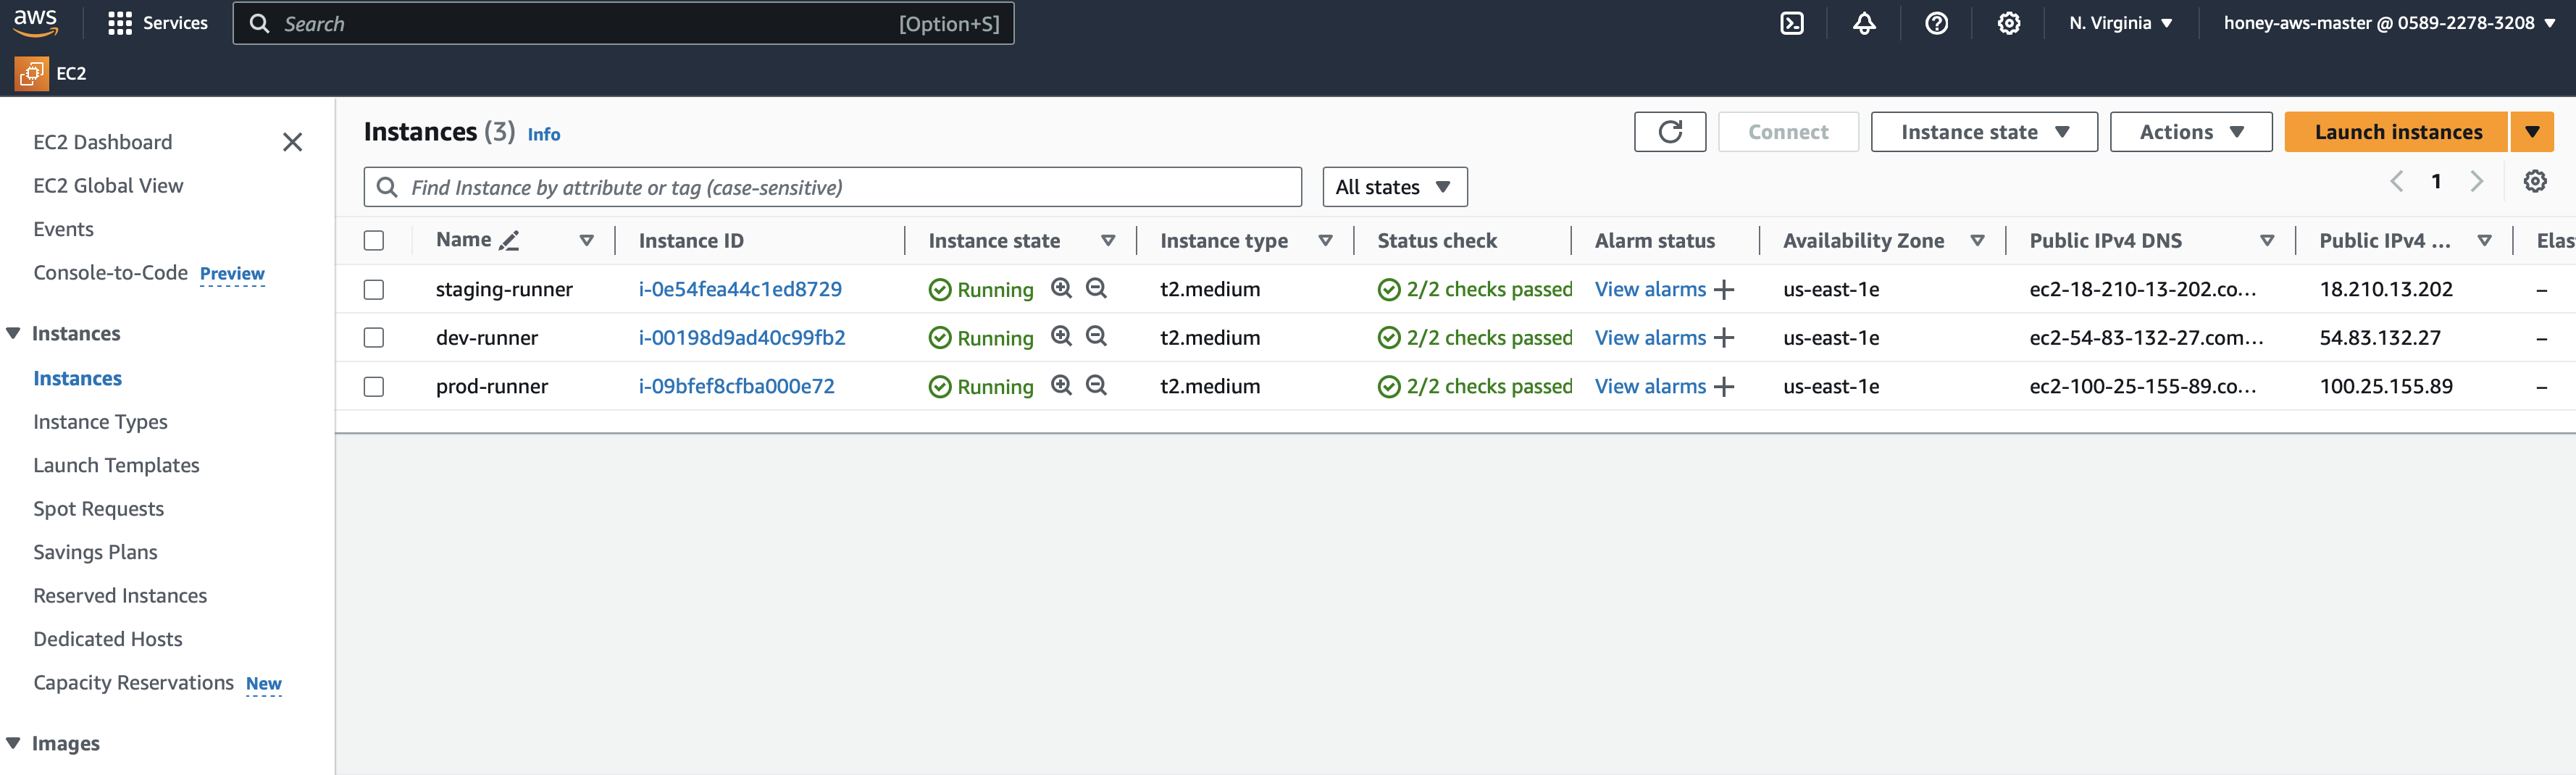 aws Services Search [Option+S] N. Virginia honey-aws-master @ 0589-2278-3208
EC2
EC2 Dashboard
EC2 Global View
Events
Console-to-Code Preview
Instances
Instances
Instance Types
Launch Templates
Spot Requests
Savings Plans
Reserved Instances
Dedicated Hosts
Capacity Reservations New
Images
Instances (3) Info Connect Instance state Actions Launch instances
Find Instance by attribute or tag (case-sensitive) All states 1
Name Instance ID Instance state Instance type Status check Alarm status Availability Zone Public IPv4 DNS Public IPv4 ... Elas
staging-runner i-0e54fea44c1ed8729 Running t2.medium 2/2 checks passed View alarms + us-east-1e ec2-18-210-13-202.co... 18.210.13.202 –
dev-runner i-00198d9ad40c99fb2 Running t2.medium 2/2 checks passed View alarms + us-east-1e ec2-54-83-132-27.com... 54.83.132.27 –
prod-runner i-09bfef8cfba000e72 Running t2.medium 2/2 checks passed View alarms + us-east-1e ec2-100-25-155-89.co... 100.25.155.89 –